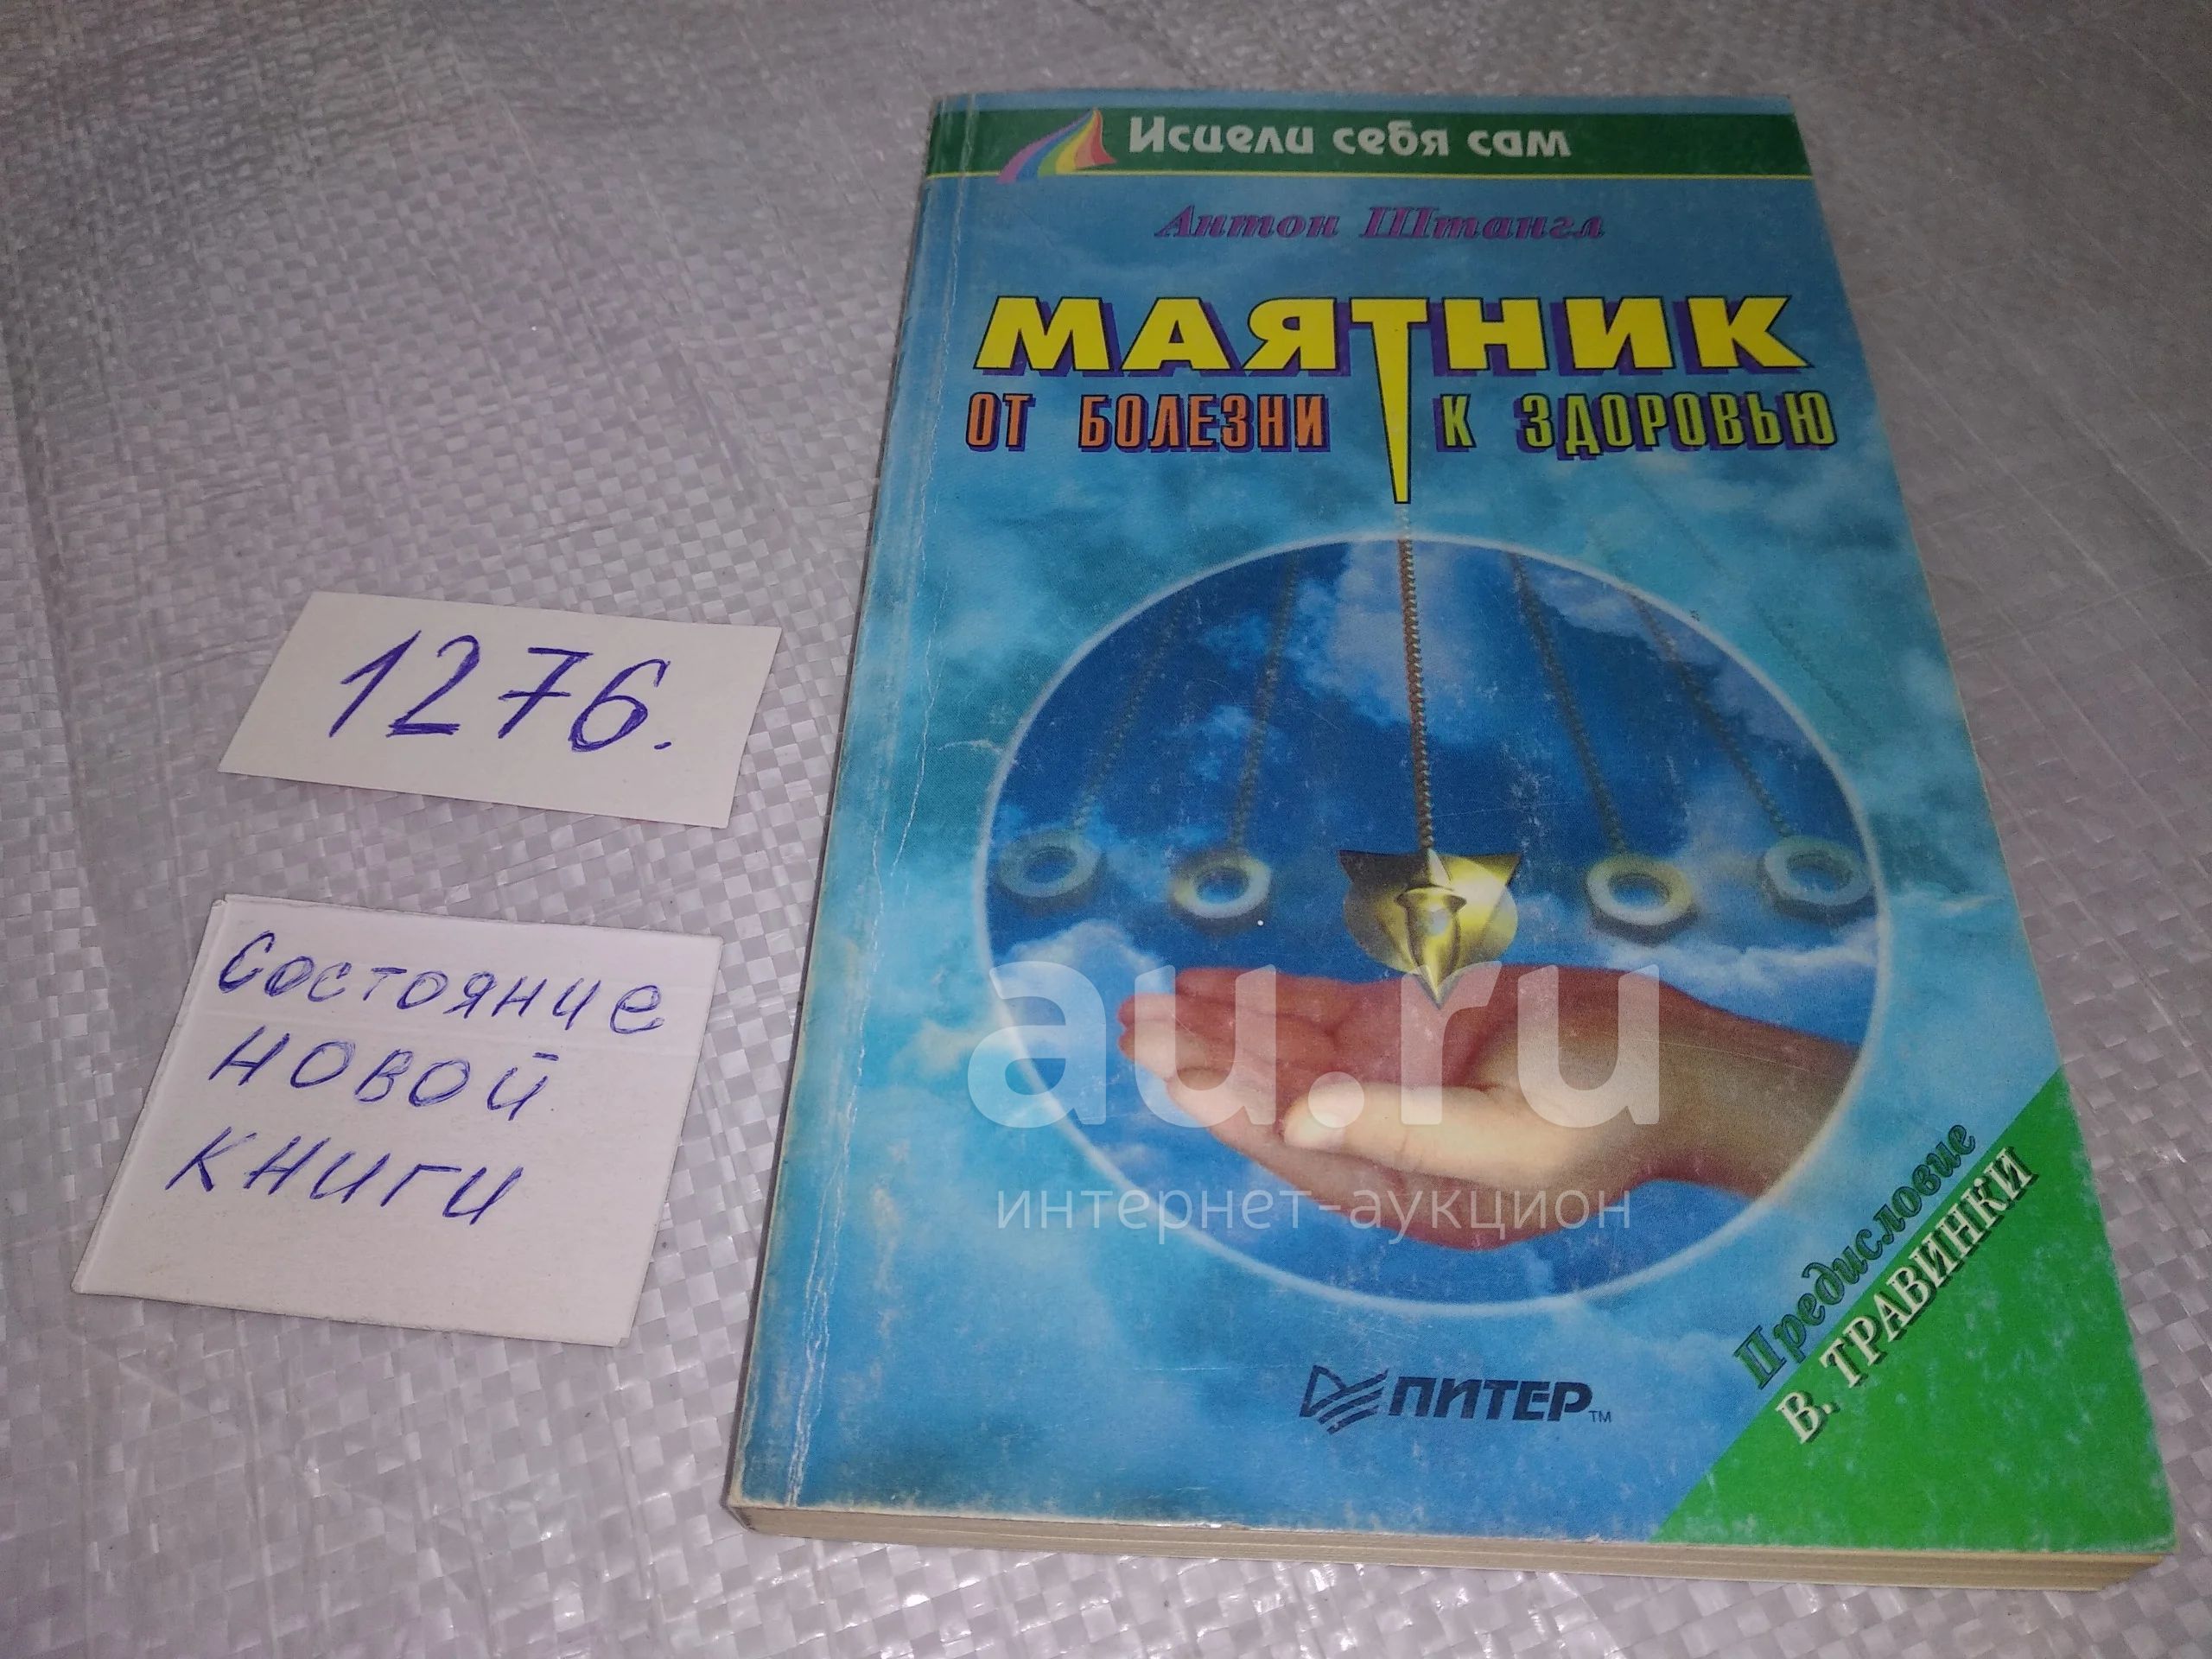 Исцели себя сам
Антон Штангл
МАЯТНИК
ОТ БОЛЕЗНИ К ЗДОРОВЬЮ
1276.
Состояние
новой
книги
au.ru
интернет-аукцион
Предисловие
В. ТРАВИНКИ
ПИТЕР™